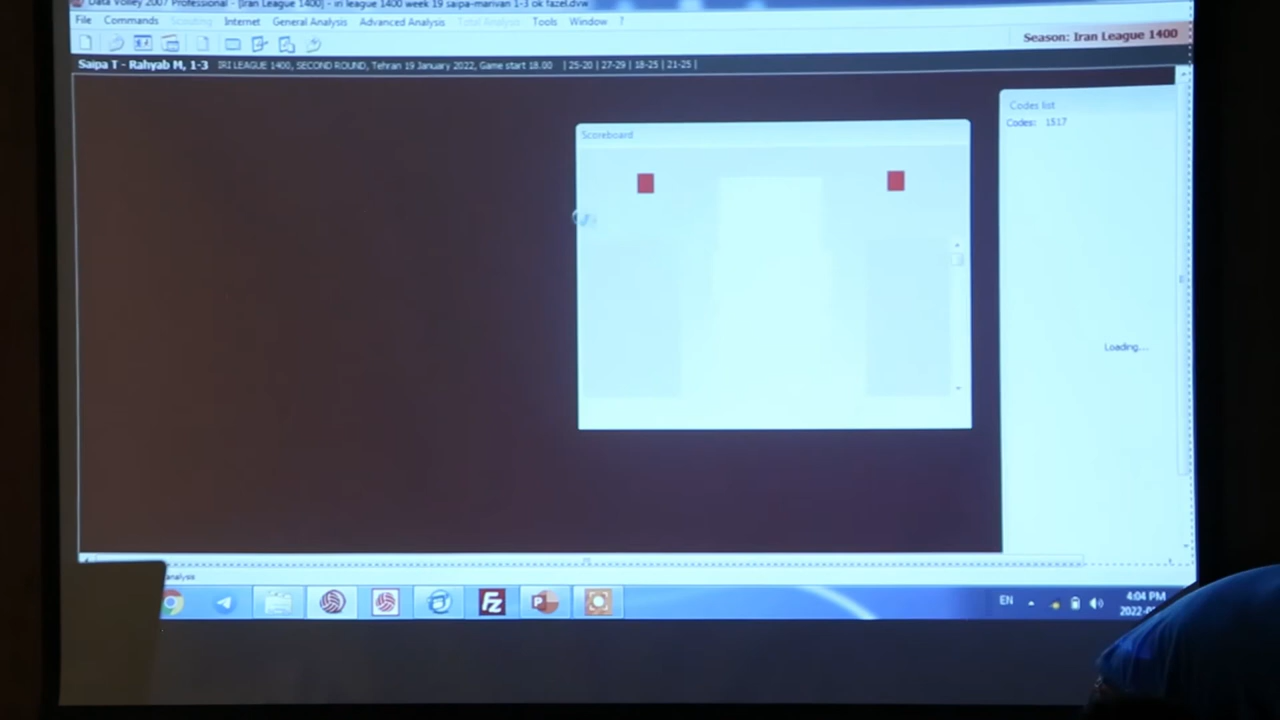 Data Volley 2007 Professional - [Iran League 1400] - iri league 1400 week 19 saipa-marivan 1-3 ok fazel.dvw
File Commands Scouting Internet General Analysis Advanced Analysis Total Analysis Tools Window ?
Season: Iran League 1400
Saipa T - Rahyab M, 1-3 IRI LEAGUE 1400, SECOND ROUND, Tehran 19 January 2022, Game start 18.00 | 25-20 | 27-29 | 18-25 | 21-25 |
Scoreboard
Codes list
Codes: 1517
Loading...
analysis
EN
4:04 PM